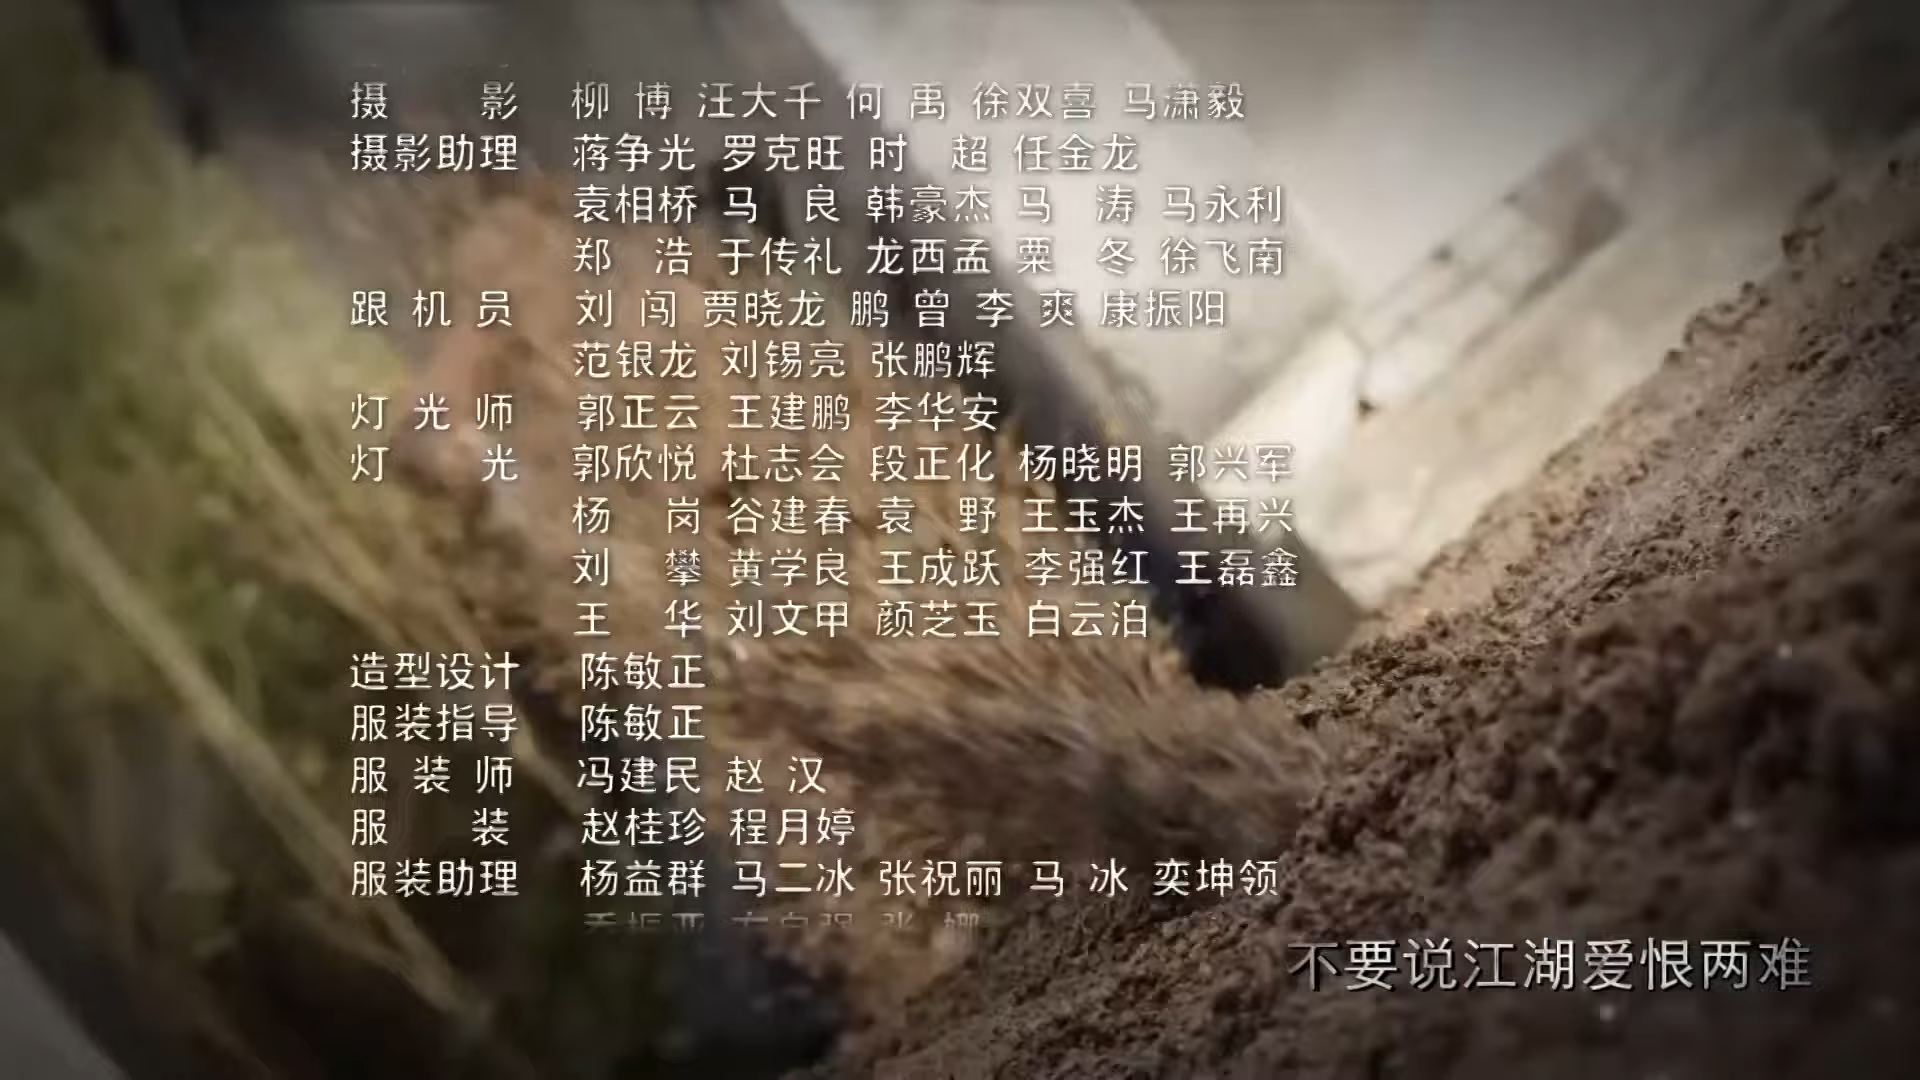 摄 影 柳 博 汪大千 何 禹 徐双喜 马潇毅
摄影助理 蒋争光 罗克旺 时 超 任金龙
袁相桥 马 良 韩豪杰 马 涛 马永利
郑 浩 于传礼 龙西孟 粟 冬 徐飞南
跟机员 刘 闯 贾晓龙 鹏 曾 李 爽 康振阳
范银龙 刘锡亮 张鹏辉
灯光师 郭正云 王建鹏 李华安
灯 光 郭欣悦 杜志会 段正化 杨晓明 郭兴军
杨 岗 谷建春 袁 野 王玉杰 王再兴
刘 攀 黄学良 王成跃 李强红 王磊鑫
王 华 刘文甲 颜芝玉 白云泊
造型设计 陈敏正
服装指导 陈敏正
服装师 冯建民 赵 汉
服 装 赵桂珍 程月婷
服装助理 杨益群 马二冰 张祝丽 马 冰 奕坤领
不要说江湖爱恨两难